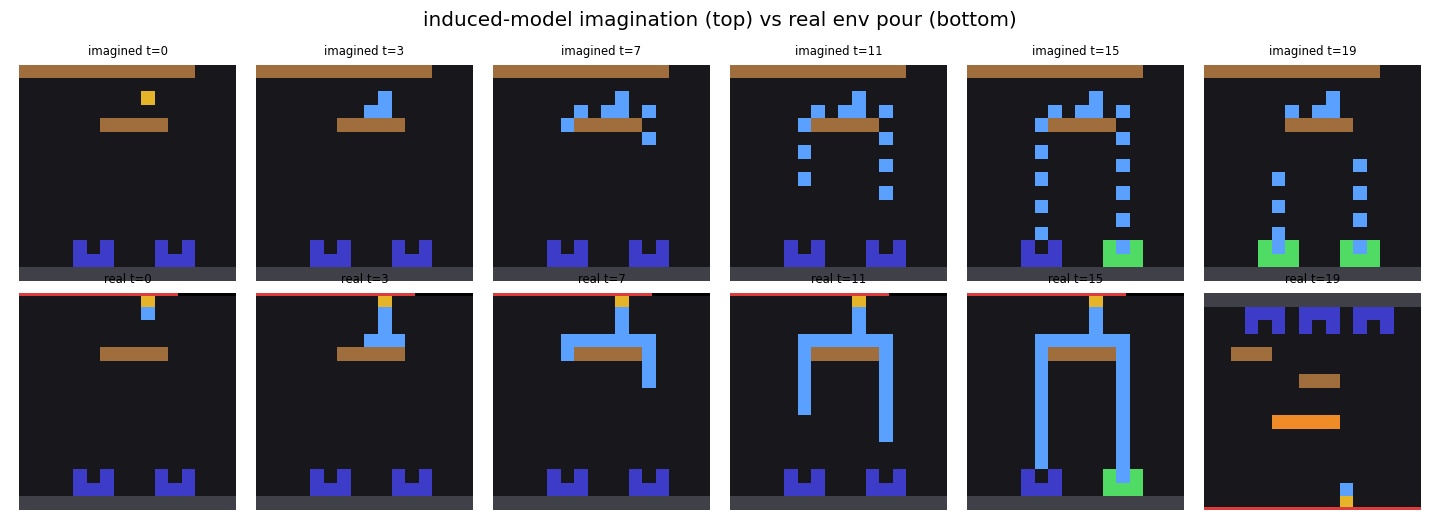 induced-model imagination (top) vs real env pour (bottom)
imagined t=0
imagined t=3
imagined t=7
imagined t=11
imagined t=15
imagined t=19
real t=0
real t=3
real t=7
real t=11
real t=15
real t=19